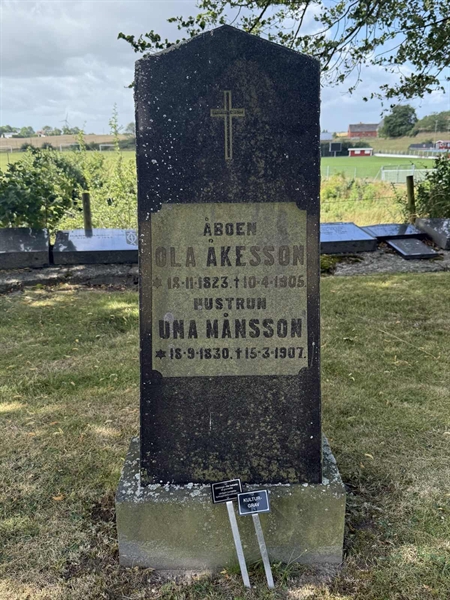 ÅBOEN
OLA ÅKESSON
* 18·11·1823. † 10·4·1905.
HUSTRUN
UNA MÅNSSON
* 18·9·1830. † 15·3·1907.
KULTUR-
GRAV